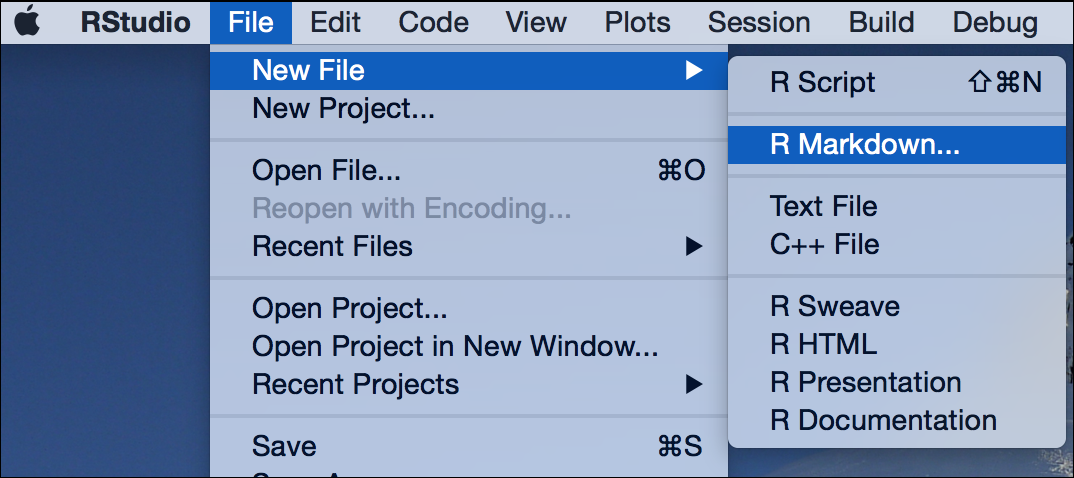 RStudio File Edit Code View Plots Session Build Debug
New File
New Project...
Open File... ⌘O
Reopen with Encoding...
Recent Files
Open Project...
Open Project in New Window...
Recent Projects
Save ⌘S
R Script ⇧⌘N
R Markdown...
Text File
C++ File
R Sweave
R HTML
R Presentation
R Documentation